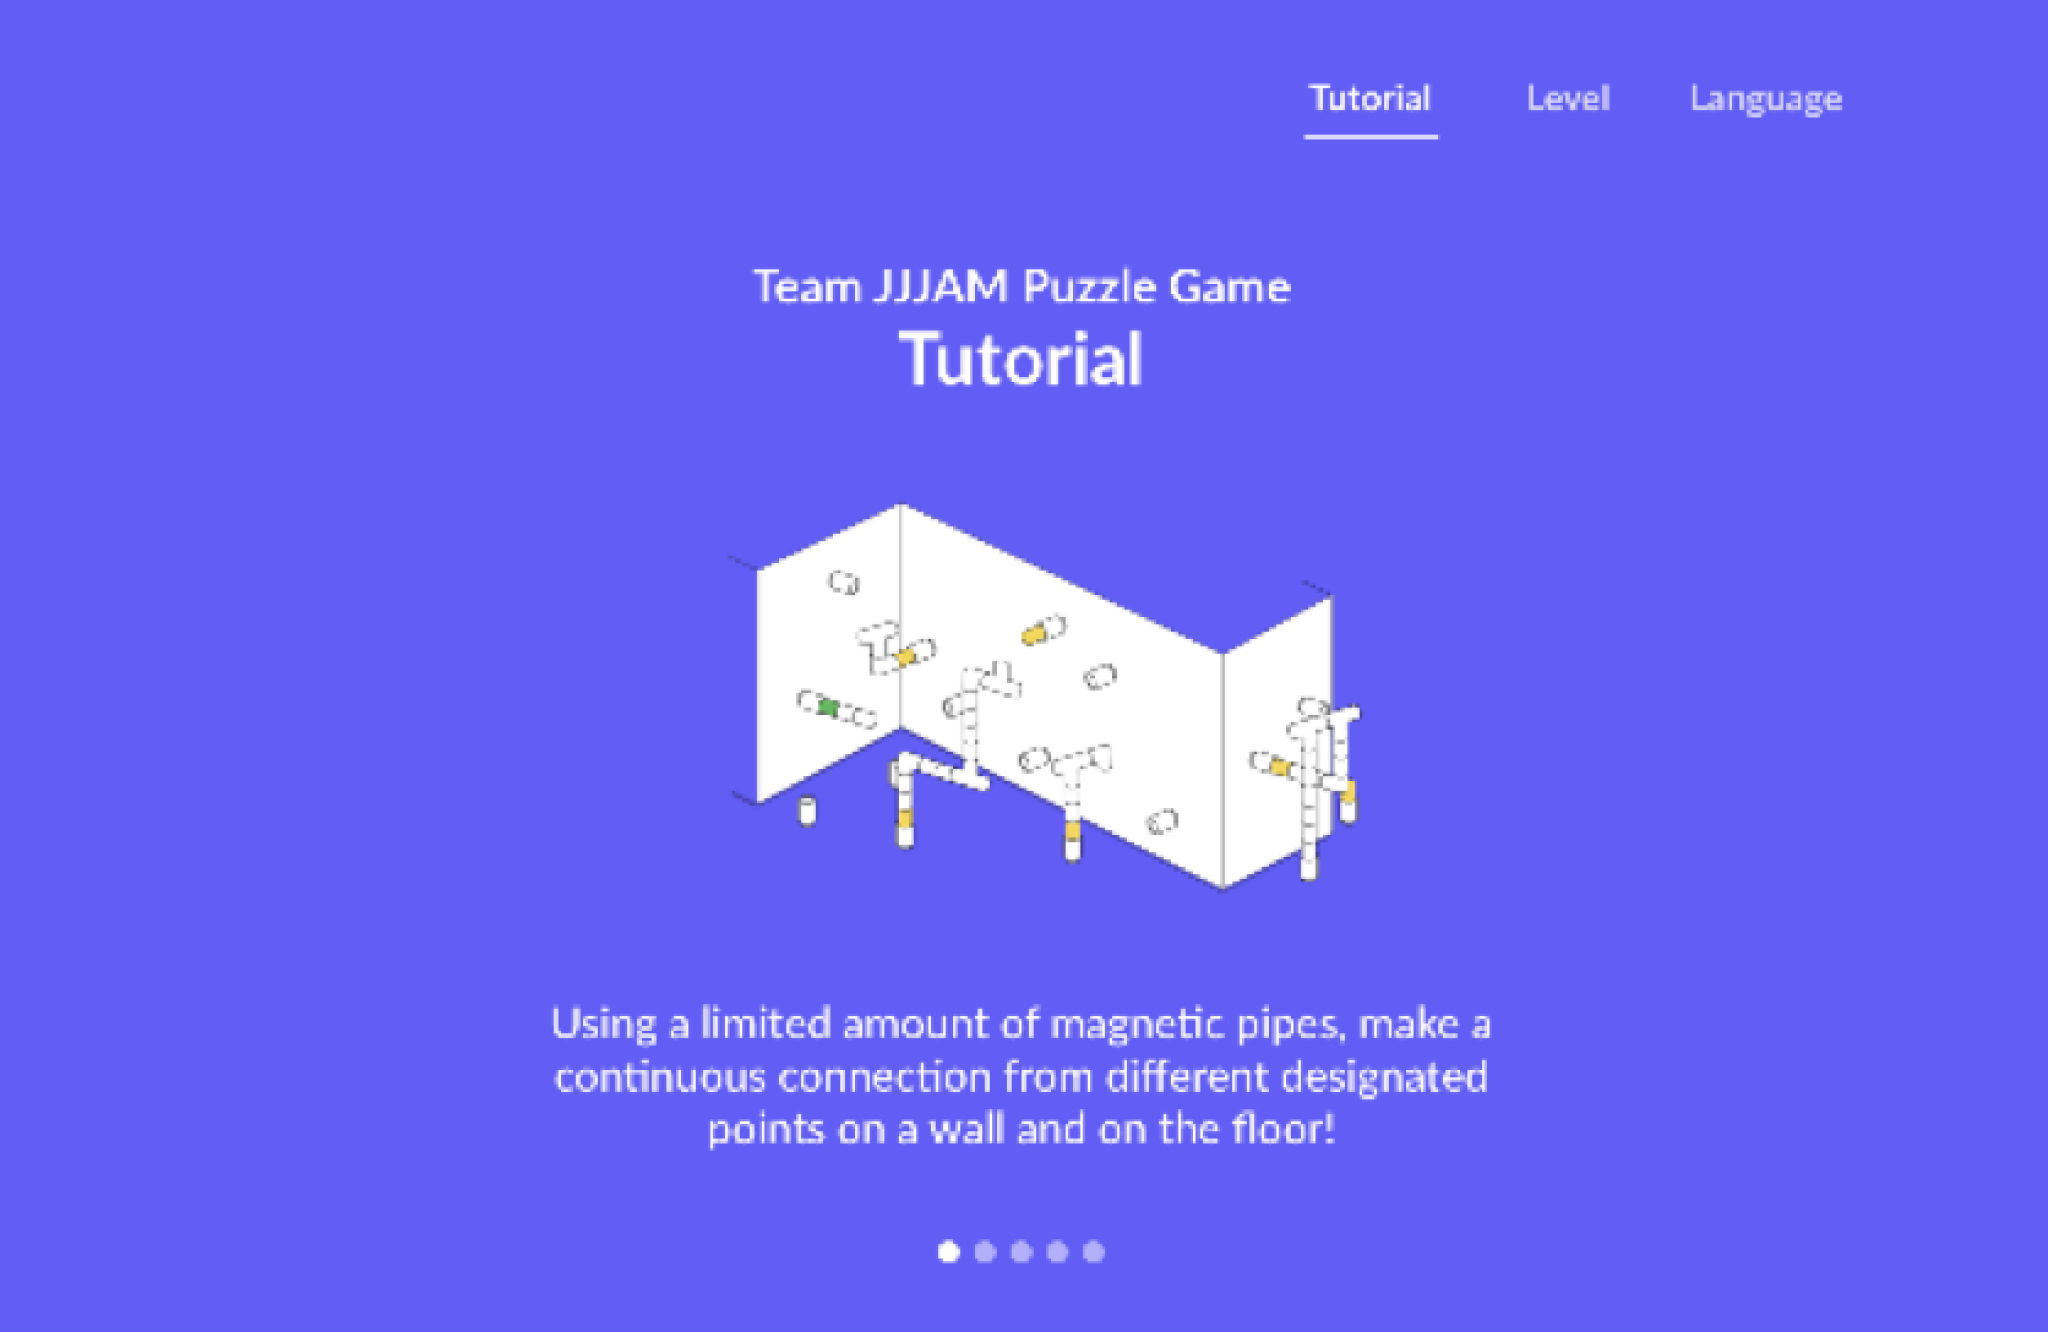 Tutorial Level Language
Team JJJAM Puzzle Game
Tutorial
Using a limited amount of magnetic pipes, make a
continuous connection from different designated
points on a wall and on the floor!